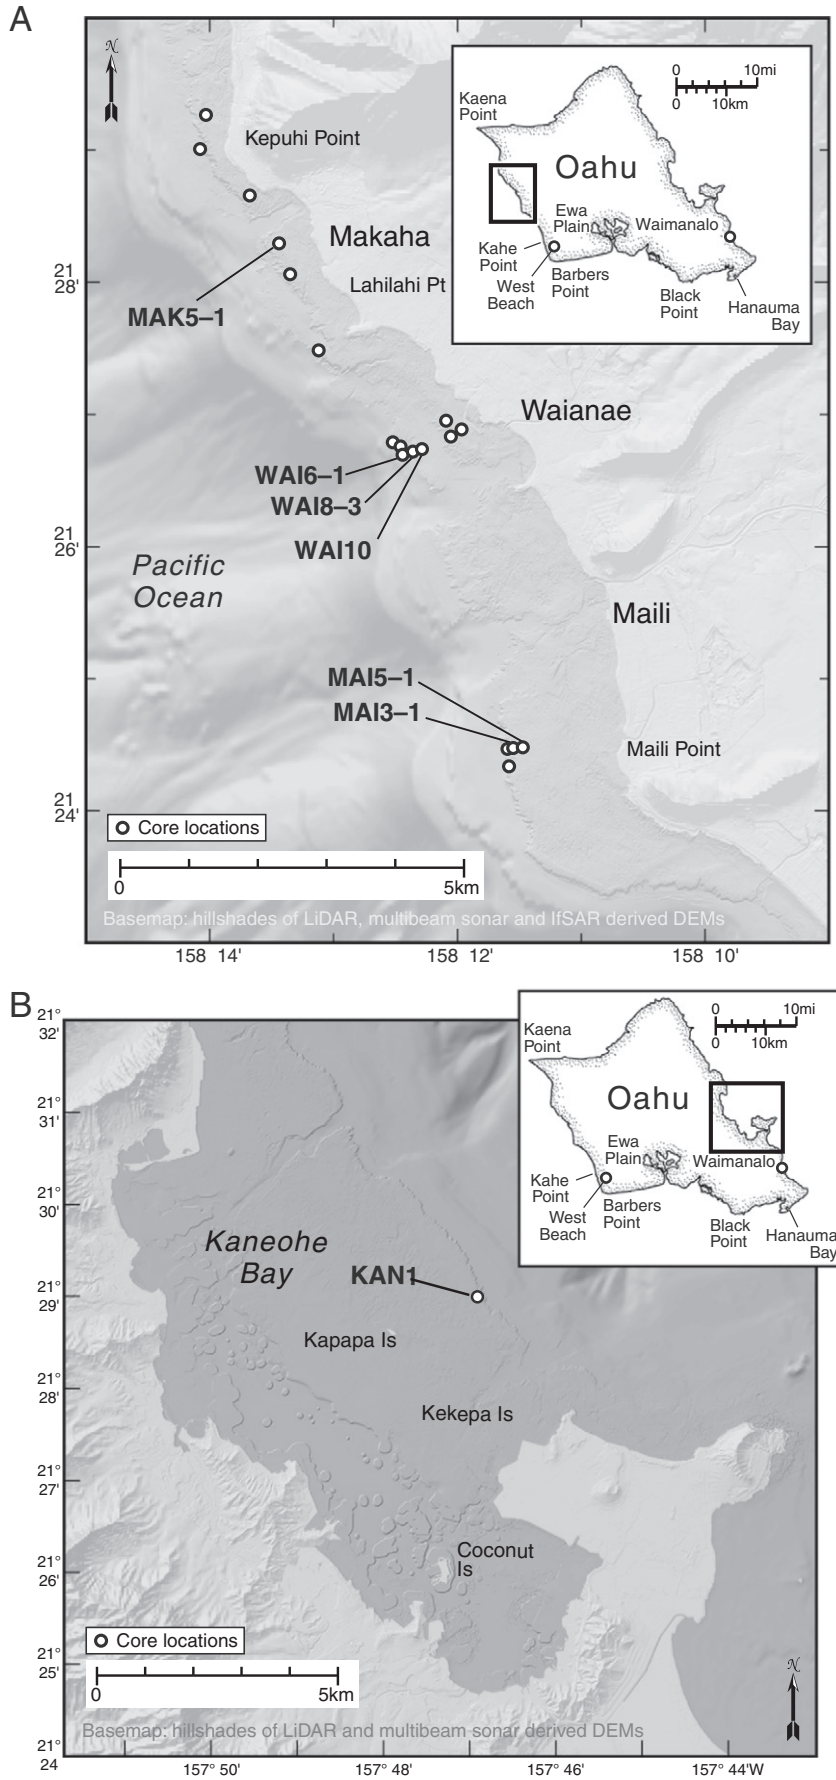 A
N
Kepuhi Point
Makaha
Lahilahi Pt
MAK5–1
Waianae
WAI6–1
WAI8–3
WAI10
Pacific
Ocean
Maili
MAI5–1
MAI3–1
Maili Point
Core locations
0 5km
Basemap: hillshades of LiDAR, multibeam sonar and IfSAR derived DEMs
21
28'
21
26'
21
24'
158 14' 158 12' 158 10'
0 10mi
0 10km
Kaena
Point
Oahu
Ewa
Plain
Waimanalo
Kahe
Point
West
Beach
Barbers
Point
Black
Point
Hanauma
Bay
B
21°
32'
21°
31'
21°
30'
21°
29'
21°
28'
21°
27'
21°
26'
21°
25'
21°
24
Kaneohe
Bay
KAN1
Kapapa Is
Kekepa Is
Coconut
Is
Core locations
0 5km
Basemap: hillshades of LiDAR and multibeam sonar derived DEMs
N
157° 50' 157° 48' 157° 46' 157° 44'W
0 10mi
0 10km
Kaena
Point
Oahu
Ewa
Plain
Waimanalo
Kahe
Point
West
Beach
Barbers
Point
Black
Point
Hanauma
Bay